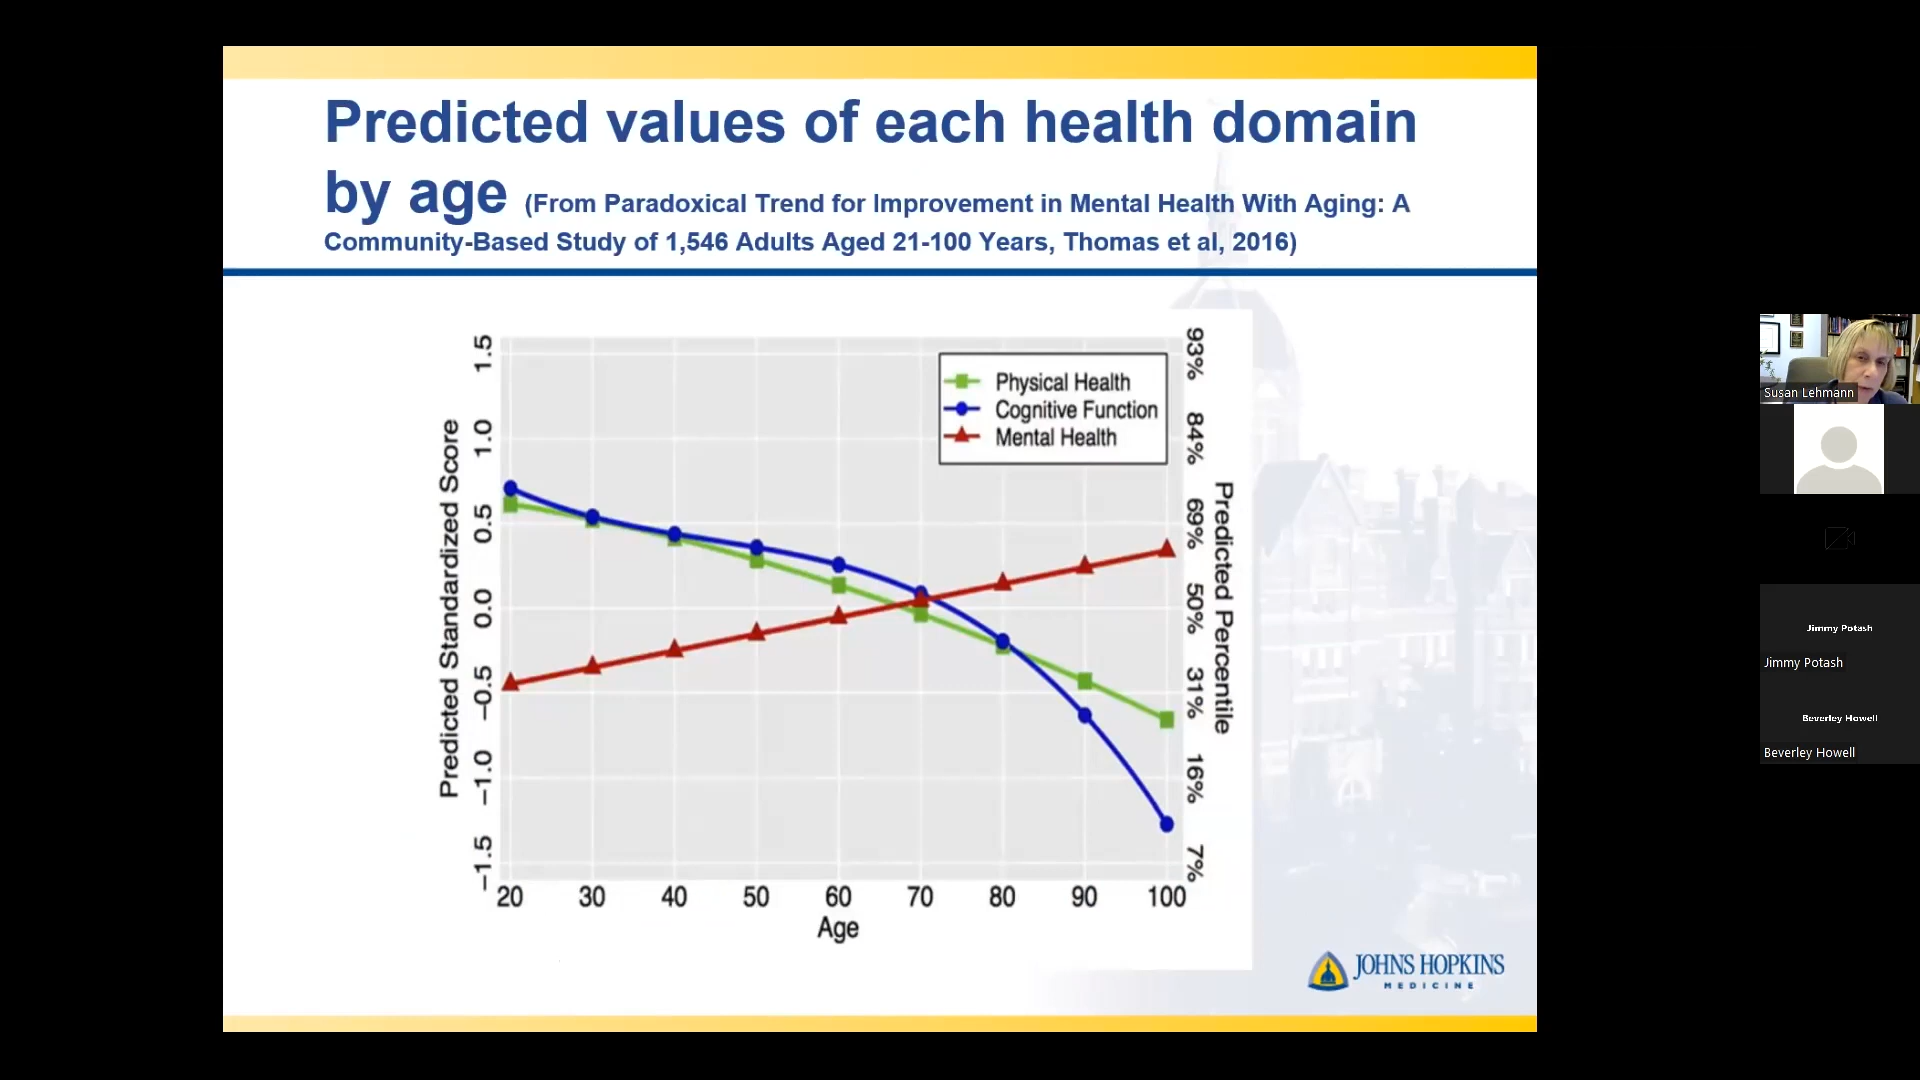 Predicted values of each health domain
by age (From Paradoxical Trend for Improvement in Mental Health With Aging: A
Community-Based Study of 1,546 Adults Aged 21-100 Years, Thomas et al, 2016)
Physical Health
Cognitive Function
Mental Health
Predicted Standardized Score
1.5
1.0
0.5
0.0
−0.5
−1.0
−1.5
93%
84%
69%
50%
31%
16%
7%
Predicted Percentile
20 30 40 50 60 70 80 90 100
Age
JOHNS HOPKINS
MEDICINE
Susan Lehmann
Jimmy Potash
Jimmy Potash
Beverley Howell
Beverley Howell